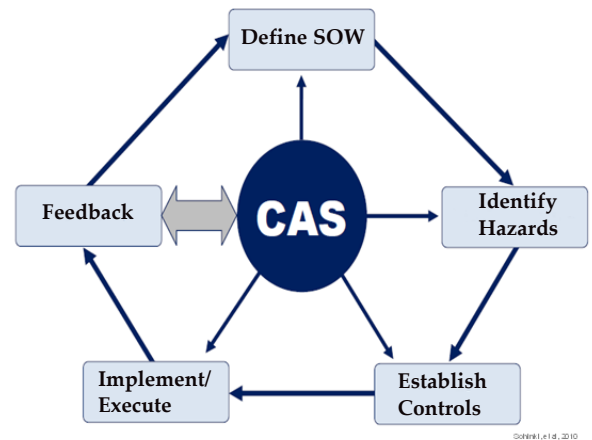 Define SOW
Feedback
CAS
Identify
Hazards
Implement/
Execute
Establish
Controls